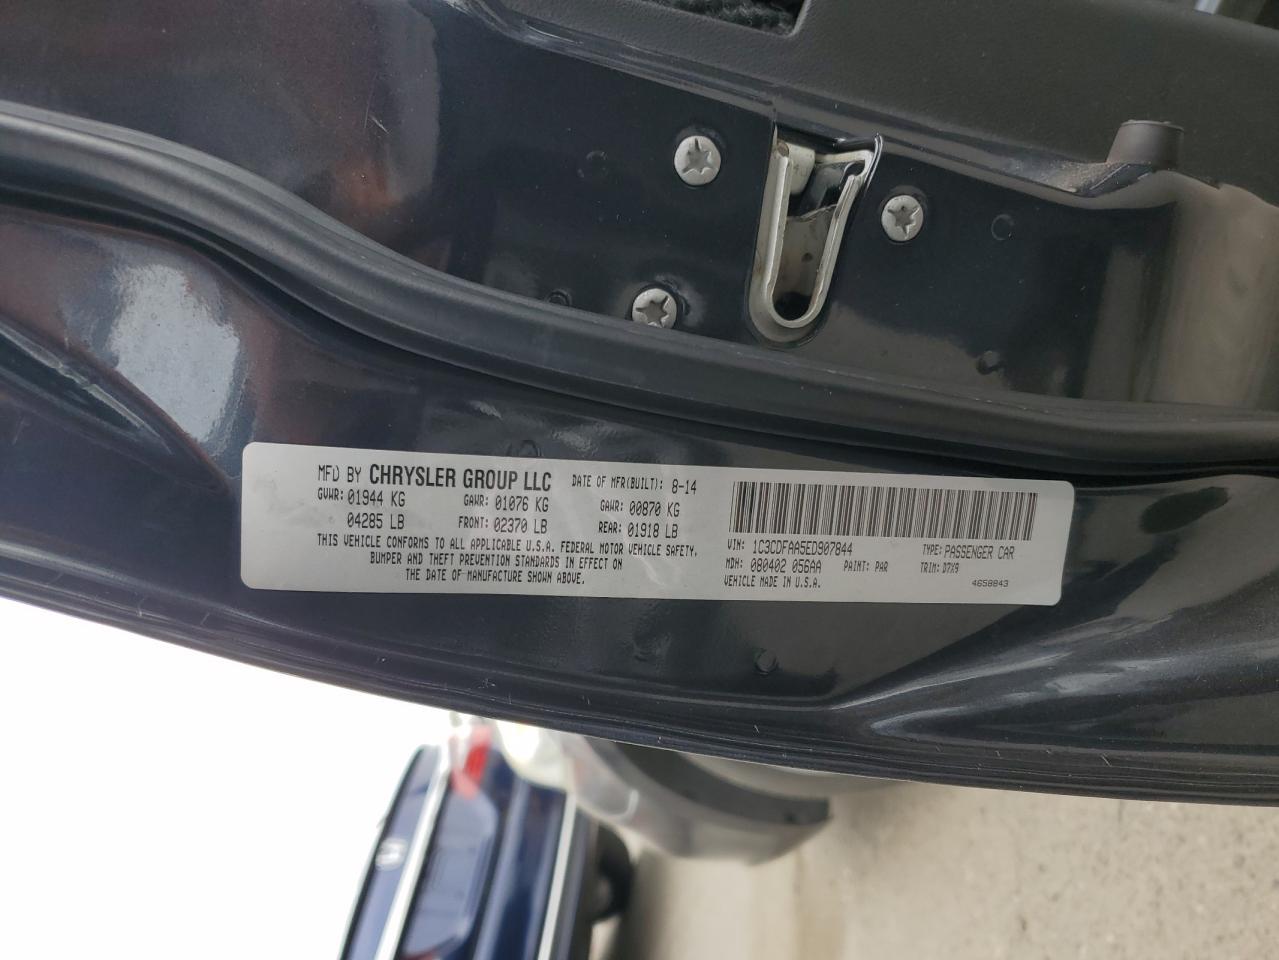 MFD BY CHRYSLER GROUP LLC DATE OF MFR(BUILT): 8-14
GVWR: 01944 KG GAWR: 01076 KG GAWR: 00870 KG
04285 LB FRONT: 02370 LB REAR: 01918 LB
THIS VEHICLE CONFORMS TO ALL APPLICABLE U.S.A. FEDERAL MOTOR VEHICLE SAFETY,
BUMPER AND THEFT PREVENTION STANDARDS IN EFFECT ON
THE DATE OF MANUFACTURE SHOWN ABOVE.
VIN: 1C3CDFAA5ED907844 TYPE: PASSENGER CAR
MDH: 080402 056AA PAINT: PAR TRIM: D7X9
VEHICLE MADE IN U.S.A. 4658843